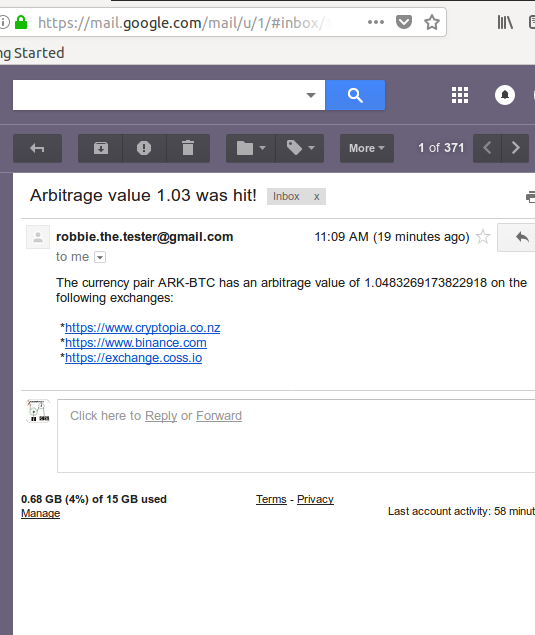 https://mail.google.com/mail/u/1/#inbox/
ng Started
More
1 of 371
Arbitrage value 1.03 was hit!
Inbox x
robbie.the.tester@gmail.com
11:09 AM (19 minutes ago)
to me
The currency pair ARK-BTC has an arbitrage value of 1.0483269173822918 on the
following exchanges:
*https://www.cryptopia.co.nz
*https://www.binance.com
*https://exchange.coss.io
Click here to Reply or Forward
0.68 GB (4%) of 15 GB used
Manage
Terms - Privacy
Last account activity: 58 minut